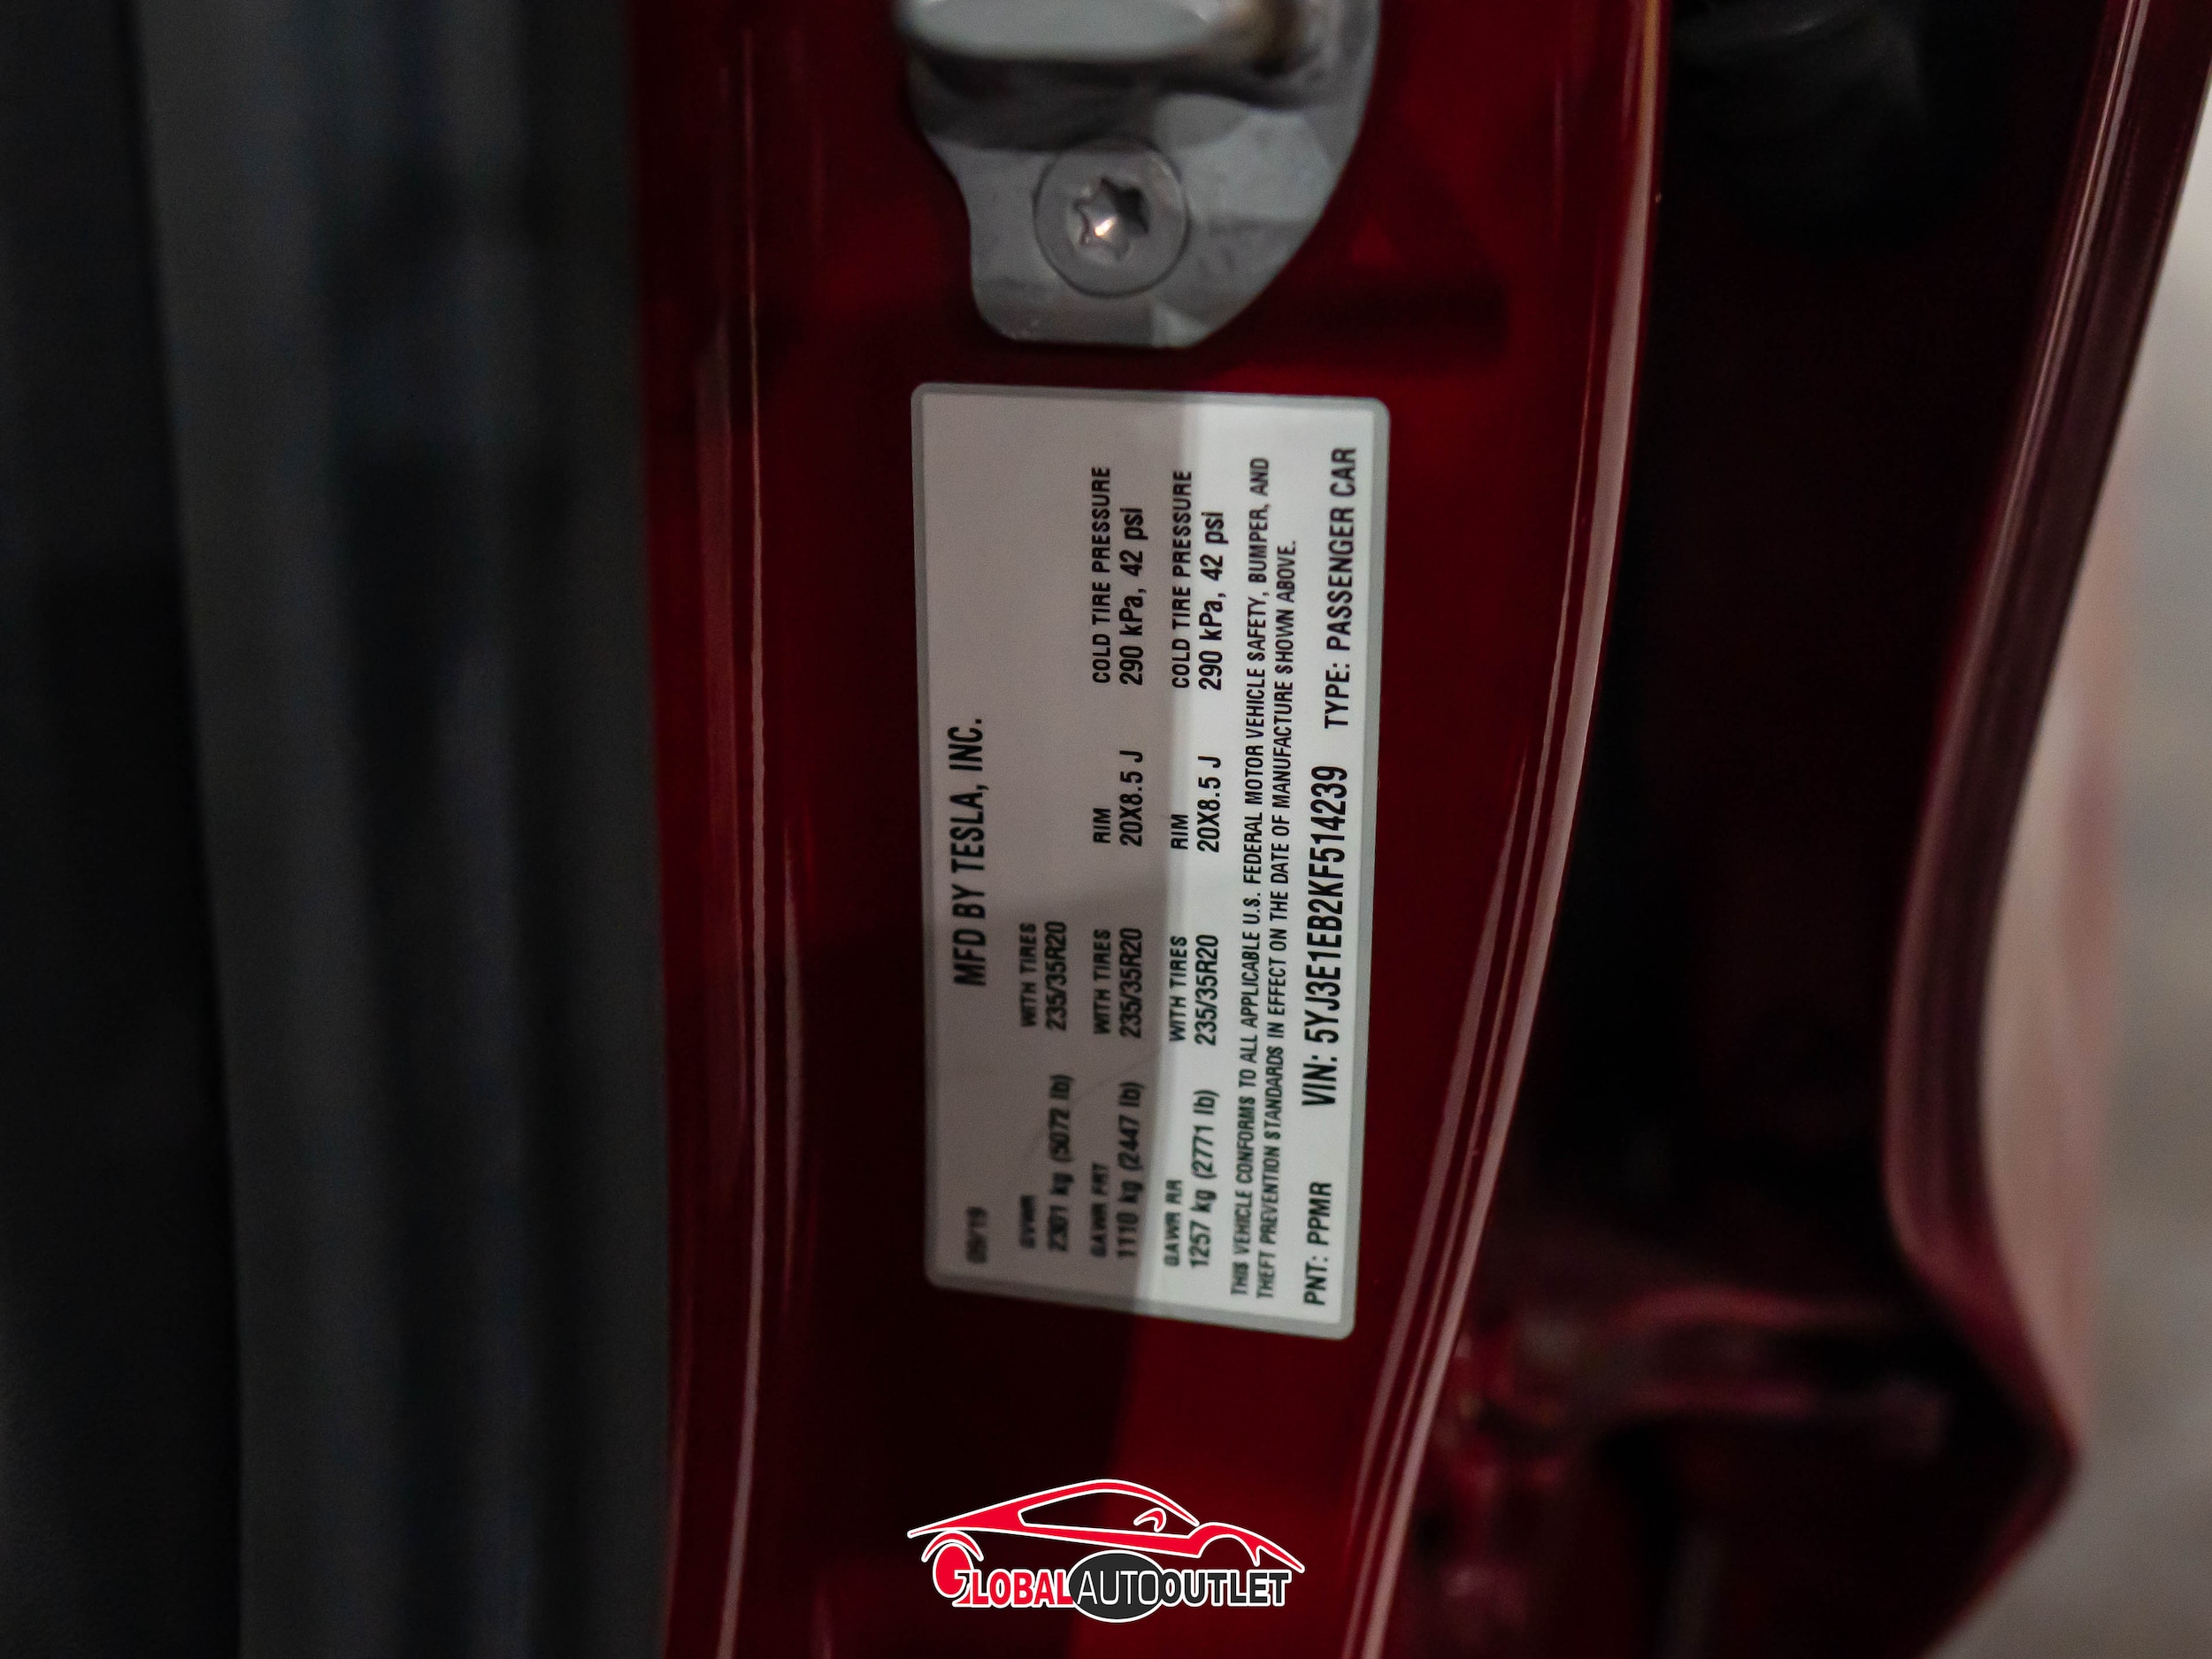 09/19
MFD BY TESLA, INC.
GVWR WITH TIRES
2301 kg (5072 lb) 235/35R20
GAWR FRT WITH TIRES RIM COLD TIRE PRESSURE
1110 kg (2447 lb) 235/35R20 20X8.5 J 290 kPa, 42 psi
GAWR RR WITH TIRES RIM COLD TIRE PRESSURE
1257 kg (2771 lb) 235/35R20 20X8.5 J 290 kPa, 42 psi
THIS VEHICLE CONFORMS TO ALL APPLICABLE U.S. FEDERAL MOTOR VEHICLE SAFETY, BUMPER, AND
THEFT PREVENTION STANDARDS IN EFFECT ON THE DATE OF MANUFACTURE SHOWN ABOVE.
PNT: PPMR VIN: 5YJ3E1EB2KF514239 TYPE: PASSENGER CAR
GLOBAL AUTO OUTLET